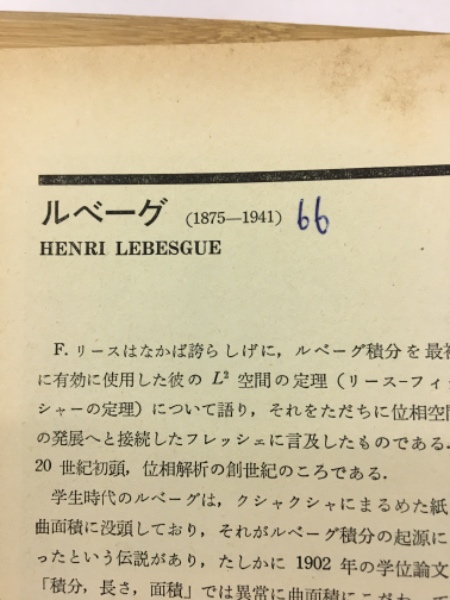 ルベーグ (1875—1941) 66
HENRI LEBESGUE
F. リースはなかば誇らしげに，ルベーグ積分を最初
に有効に使用した彼の L² 空間の定理（リース−フィ
シャーの定理）について語り，それをただちに位相空間
の発展へと接続したフレッシェに言及したものである．
20 世紀初頭，位相解析の創世紀のころである．
学生時代のルベーグは，クシャクシャにまるめた紙
曲面積に没頭しており，それがルベーグ積分の起源に
ったという伝説があり，たしかに 1902 年の学位論文
「積分，長さ，面積」では異常に曲面積にこだわ